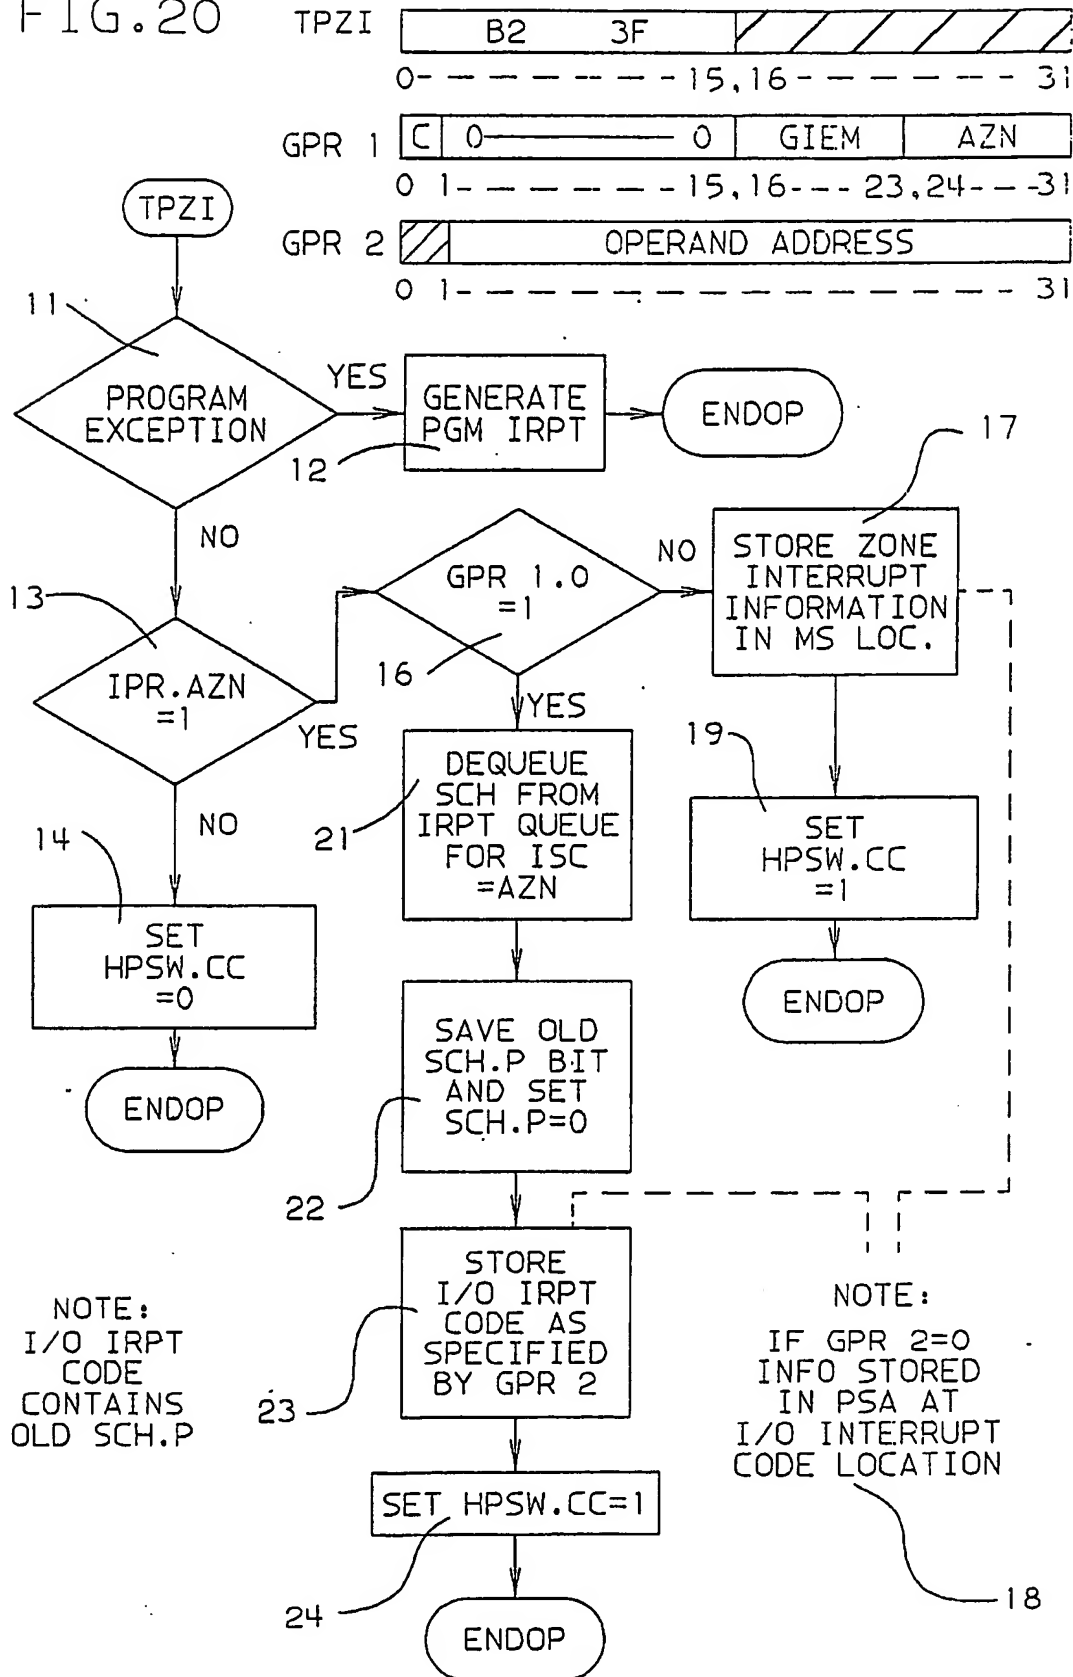 FIG.20
TPZI B2 3F
0- - - - - - - -15,16- - - - - - - 31
GPR 1 C 0 0 GIEM AZN
0 1- - - - - - -15,16- - - 23,24- - -31
GPR 2 OPERAND ADDRESS
0 1- - - - - - - - - - - - - - - 31
TPZI
11
PROGRAM
EXCEPTION
YES
12
GENERATE
PGM IRPT
ENDOP
NO
13
IPR.AZN
=1
YES
NO
14
SET
HPSW.CC
=0
ENDOP
GPR 1.0
=1
16
NO
YES
17
STORE ZONE
INTERRUPT
INFORMATION
IN MS LOC.
19
SET
HPSW.CC
=1
ENDOP
21
DEQUEUE
SCH FROM
IRPT QUEUE
FOR ISC
=AZN
22
SAVE OLD
SCH.P BIT
AND SET
SCH.P=0
23
STORE
I/O IRPT
CODE AS
SPECIFIED
BY GPR 2
24
SET HPSW.CC=1
ENDOP
NOTE:
I/O IRPT
CODE
CONTAINS
OLD SCH.P
NOTE:
IF GPR 2=0
INFO STORED
IN PSA AT
I/O INTERRUPT
CODE LOCATION
18